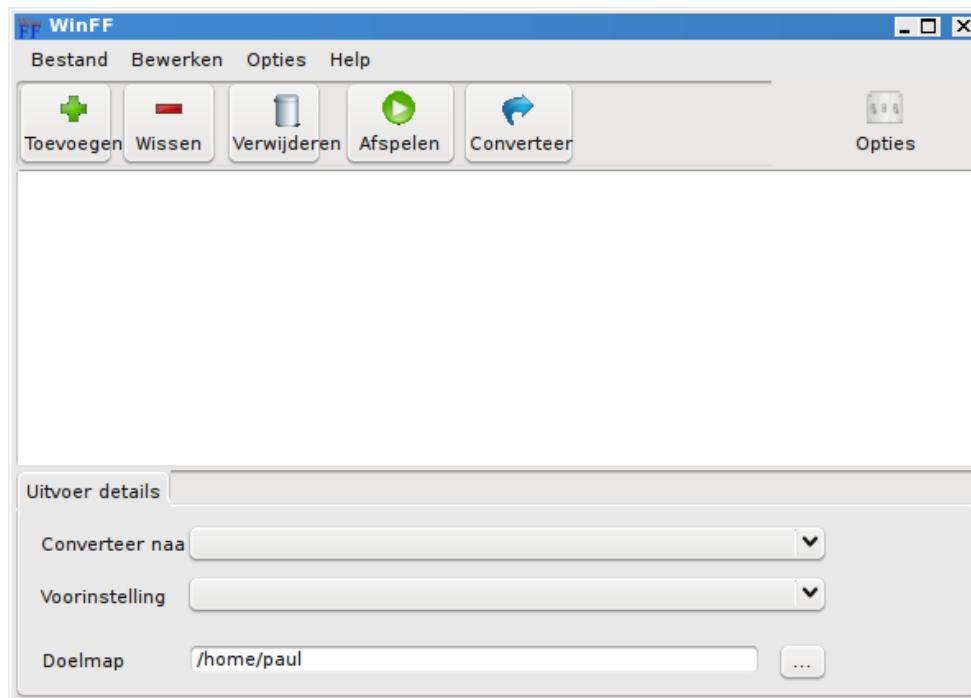 WinFF
Bestand Bewerken Opties Help
Toevoegen Wissen Verwijderen Afspelen Converteer Opties
Uitvoer details
Converteer naa
Voorinstelling
Doelmap /home/paul ...